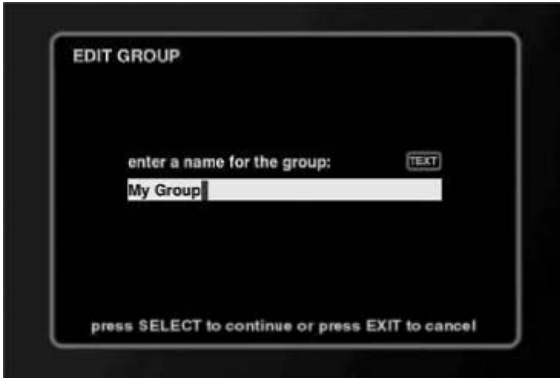 EDIT GROUP
enter a name for the group: TEXT
My Group
press SELECT to continue or press EXIT to cancel